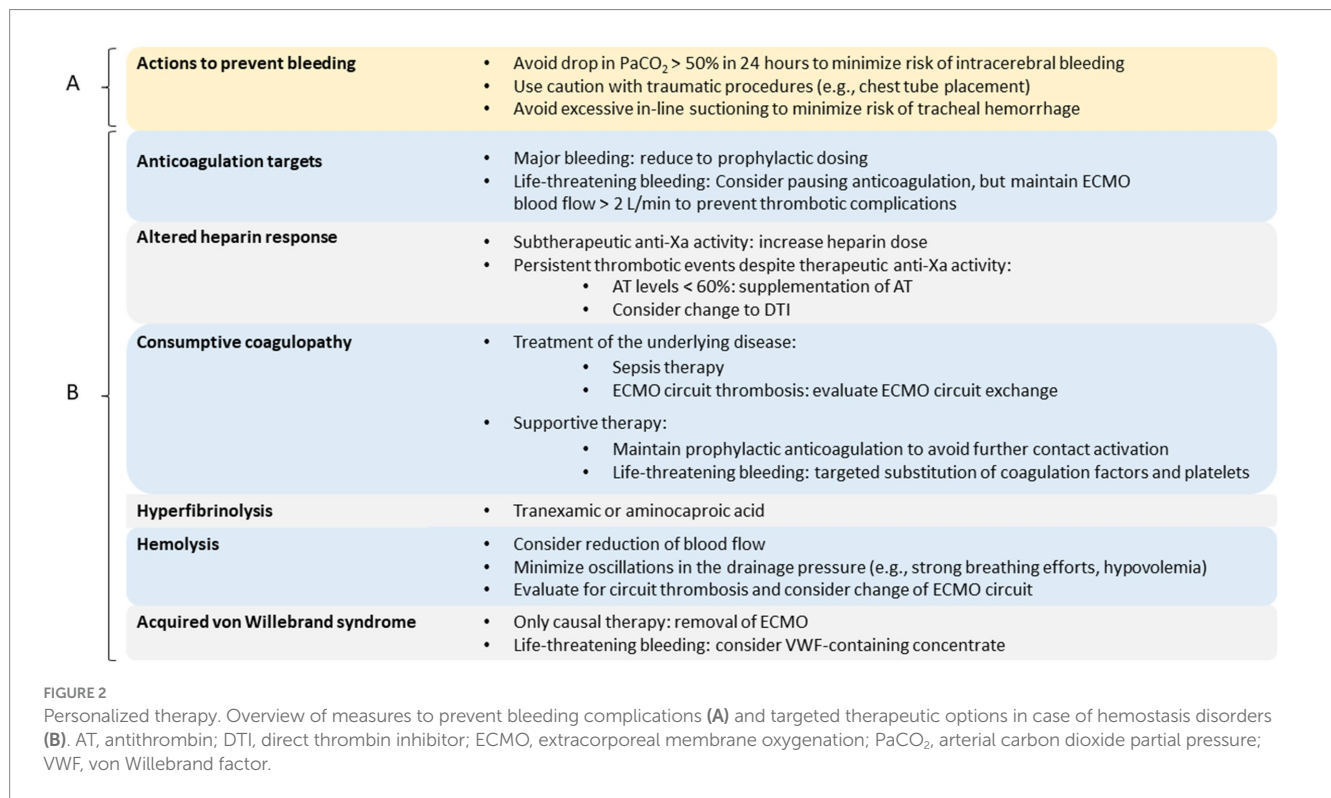 A
Actions to prevent bleeding
• Avoid drop in PaCO₂ > 50% in 24 hours to minimize risk of intracerebral bleeding
• Use caution with traumatic procedures (e.g., chest tube placement)
• Avoid excessive in-line suctioning to minimize risk of tracheal hemorrhage
B
Anticoagulation targets
• Major bleeding: reduce to prophylactic dosing
• Life-threatening bleeding: Consider pausing anticoagulation, but maintain ECMO
blood flow > 2 L/min to prevent thrombotic complications
Altered heparin response
• Subtherapeutic anti-Xa activity: increase heparin dose
• Persistent thrombotic events despite therapeutic anti-Xa activity:
• AT levels < 60%: supplementation of AT
• Consider change to DTI
Consumptive coagulopathy
• Treatment of the underlying disease:
• Sepsis therapy
• ECMO circuit thrombosis: evaluate ECMO circuit exchange
• Supportive therapy:
• Maintain prophylactic anticoagulation to avoid further contact activation
• Life-threatening bleeding: targeted substitution of coagulation factors and platelets
Hyperfibrinolysis
• Tranexamic or aminocaproic acid
Hemolysis
• Consider reduction of blood flow
• Minimize oscillations in the drainage pressure (e.g., strong breathing efforts, hypovolemia)
• Evaluate for circuit thrombosis and consider change of ECMO circuit
Acquired von Willebrand syndrome
• Only causal therapy: removal of ECMO
• Life-threatening bleeding: consider VWF-containing concentrate
FIGURE 2
Personalized therapy. Overview of measures to prevent bleeding complications (A) and targeted therapeutic options in case of hemostasis disorders
(B). AT, antithrombin; DTI, direct thrombin inhibitor; ECMO, extracorporeal membrane oxygenation; PaCO₂, arterial carbon dioxide partial pressure;
VWF, von Willebrand factor.